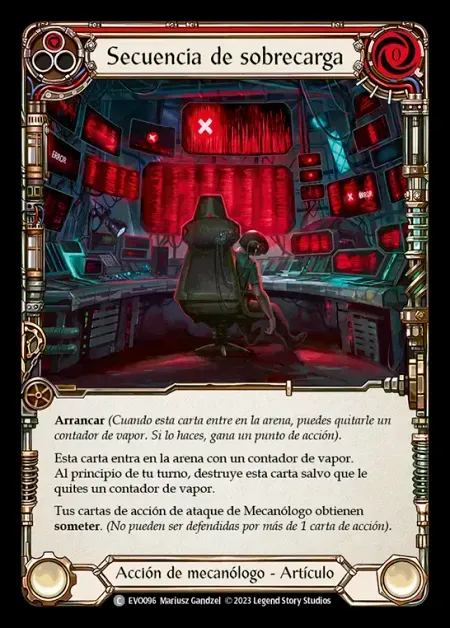 Secuencia de sobrecarga
0
ERROR
ERROR
Arrancar (Cuando esta carta entre en la arena, puedes quitarle un
contador de vapor. Si lo haces, gana un punto de acción).
Esta carta entra en la arena con un contador de vapor.
Al principio de tu turno, destruye esta carta salvo que le
quites un contador de vapor.
Tus cartas de acción de ataque de Mecanólogo obtienen
someter. (No pueden ser defendidas por más de 1 carta de acción).
Acción de mecanólogo - Artículo
C EVO096 Mariusz Gandzel ©2023 Legend Story Studios